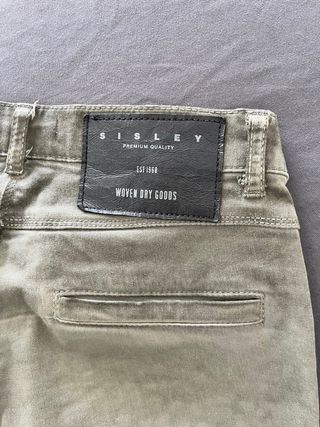 SISLEY
PREMIUM QUALITY
EST 1968
WOVEN DRY GOODS